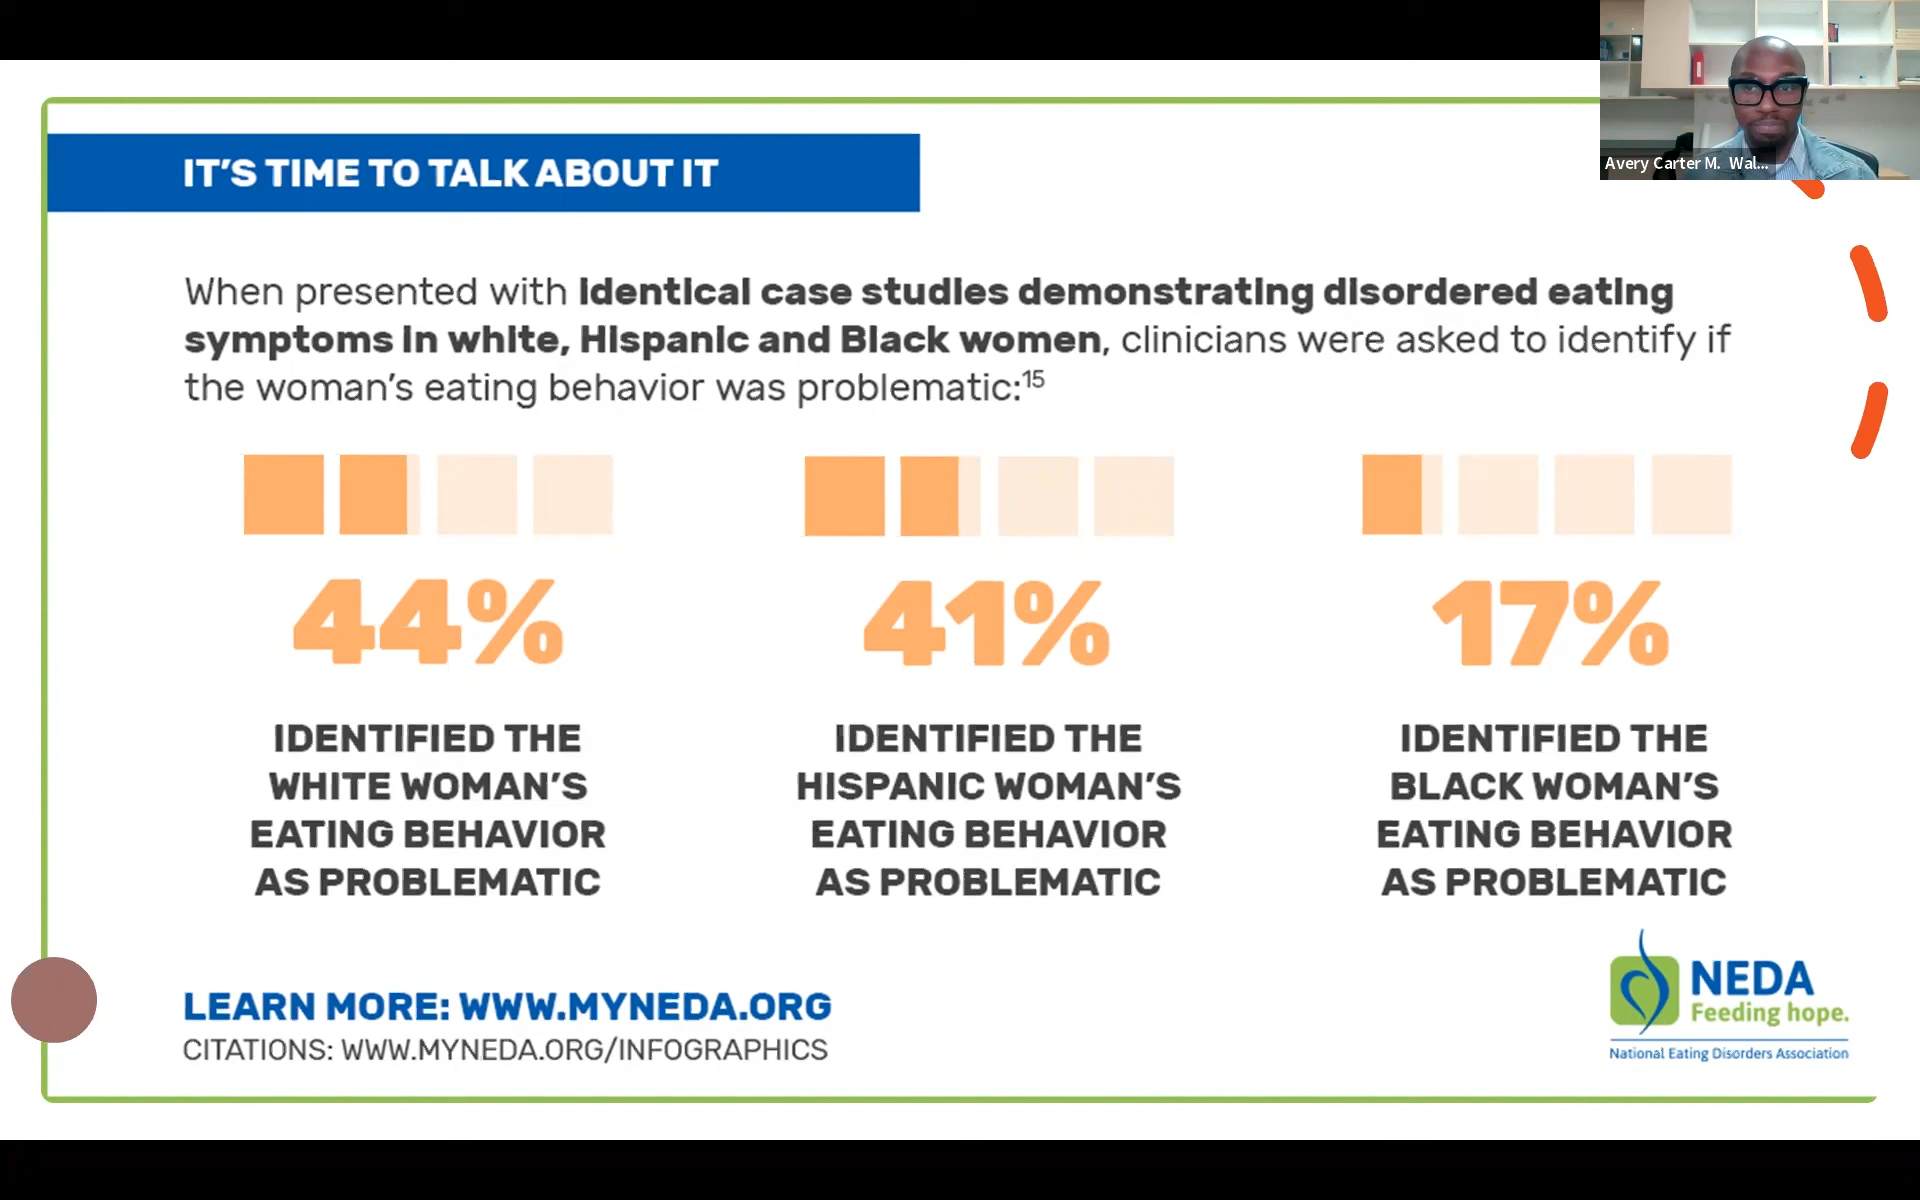 Avery Carter M. Wal...
IT'S TIME TO TALK ABOUT IT
When presented with identical case studies demonstrating disordered eating
symptoms in white, Hispanic and Black women, clinicians were asked to identify if
the woman's eating behavior was problematic:15
44%
IDENTIFIED THE
WHITE WOMAN'S
EATING BEHAVIOR
AS PROBLEMATIC
41%
IDENTIFIED THE
HISPANIC WOMAN'S
EATING BEHAVIOR
AS PROBLEMATIC
17%
IDENTIFIED THE
BLACK WOMAN'S
EATING BEHAVIOR
AS PROBLEMATIC
LEARN MORE: WWW.MYNEDA.ORG
CITATIONS: WWW.MYNEDA.ORG/INFOGRAPHICS
NEDA
Feeding hope.
National Eating Disorders Association